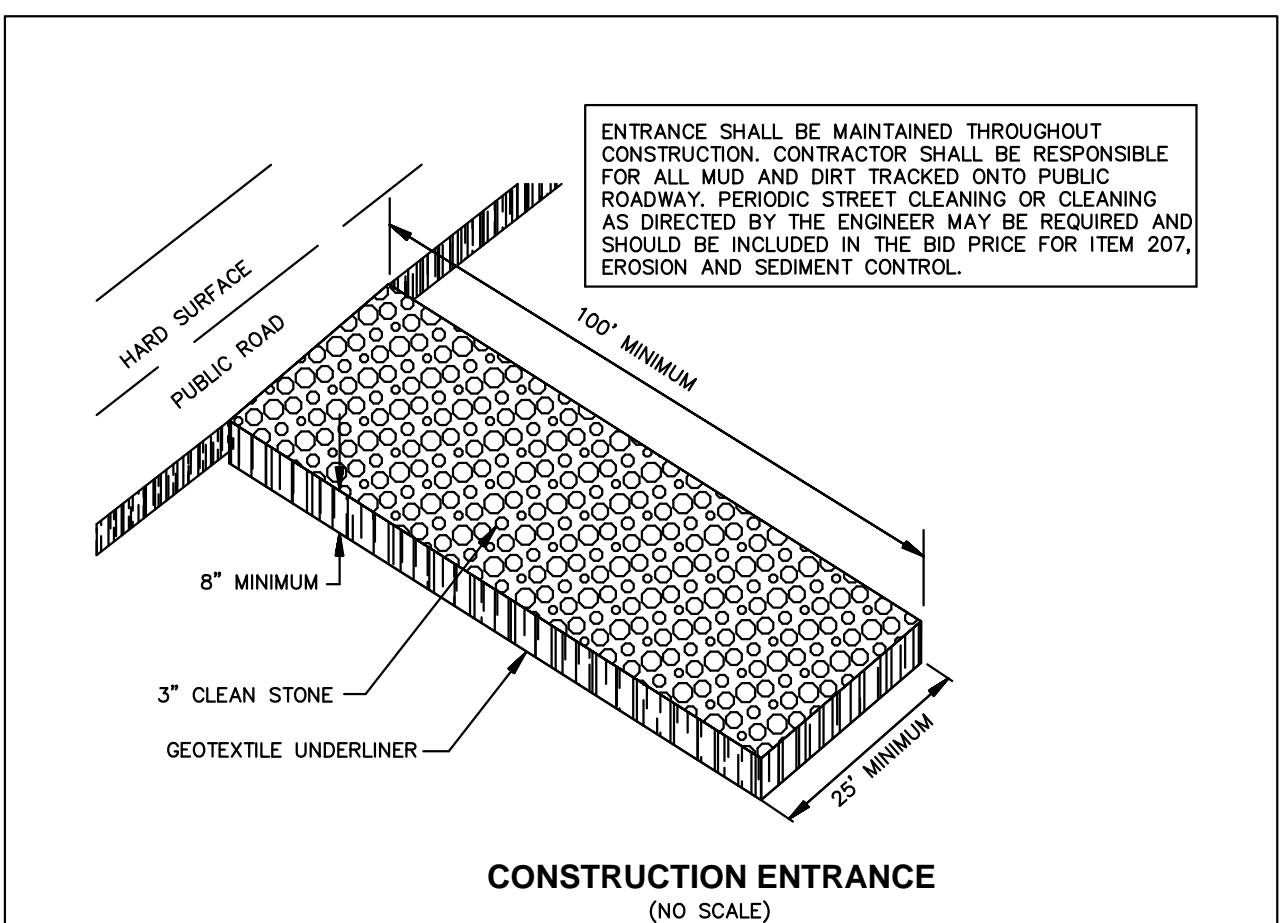 ENTRANCE SHALL BE MAINTAINED THROUGHOUT
CONSTRUCTION. CONTRACTOR SHALL BE RESPONSIBLE
FOR ALL MUD AND DIRT TRACKED ONTO PUBLIC
ROADWAY. PERIODIC STREET CLEANING OR CLEANING
AS DIRECTED BY THE ENGINEER MAY BE REQUIRED AND
SHOULD BE INCLUDED IN THE BID PRICE FOR ITEM 207,
EROSION AND SEDIMENT CONTROL.
HARD SURFACE
PUBLIC ROAD
100' MINIMUM
8" MINIMUM
3" CLEAN STONE
GEOTEXTILE UNDERLINER
25' MINIMUM
CONSTRUCTION ENTRANCE
(NO SCALE)